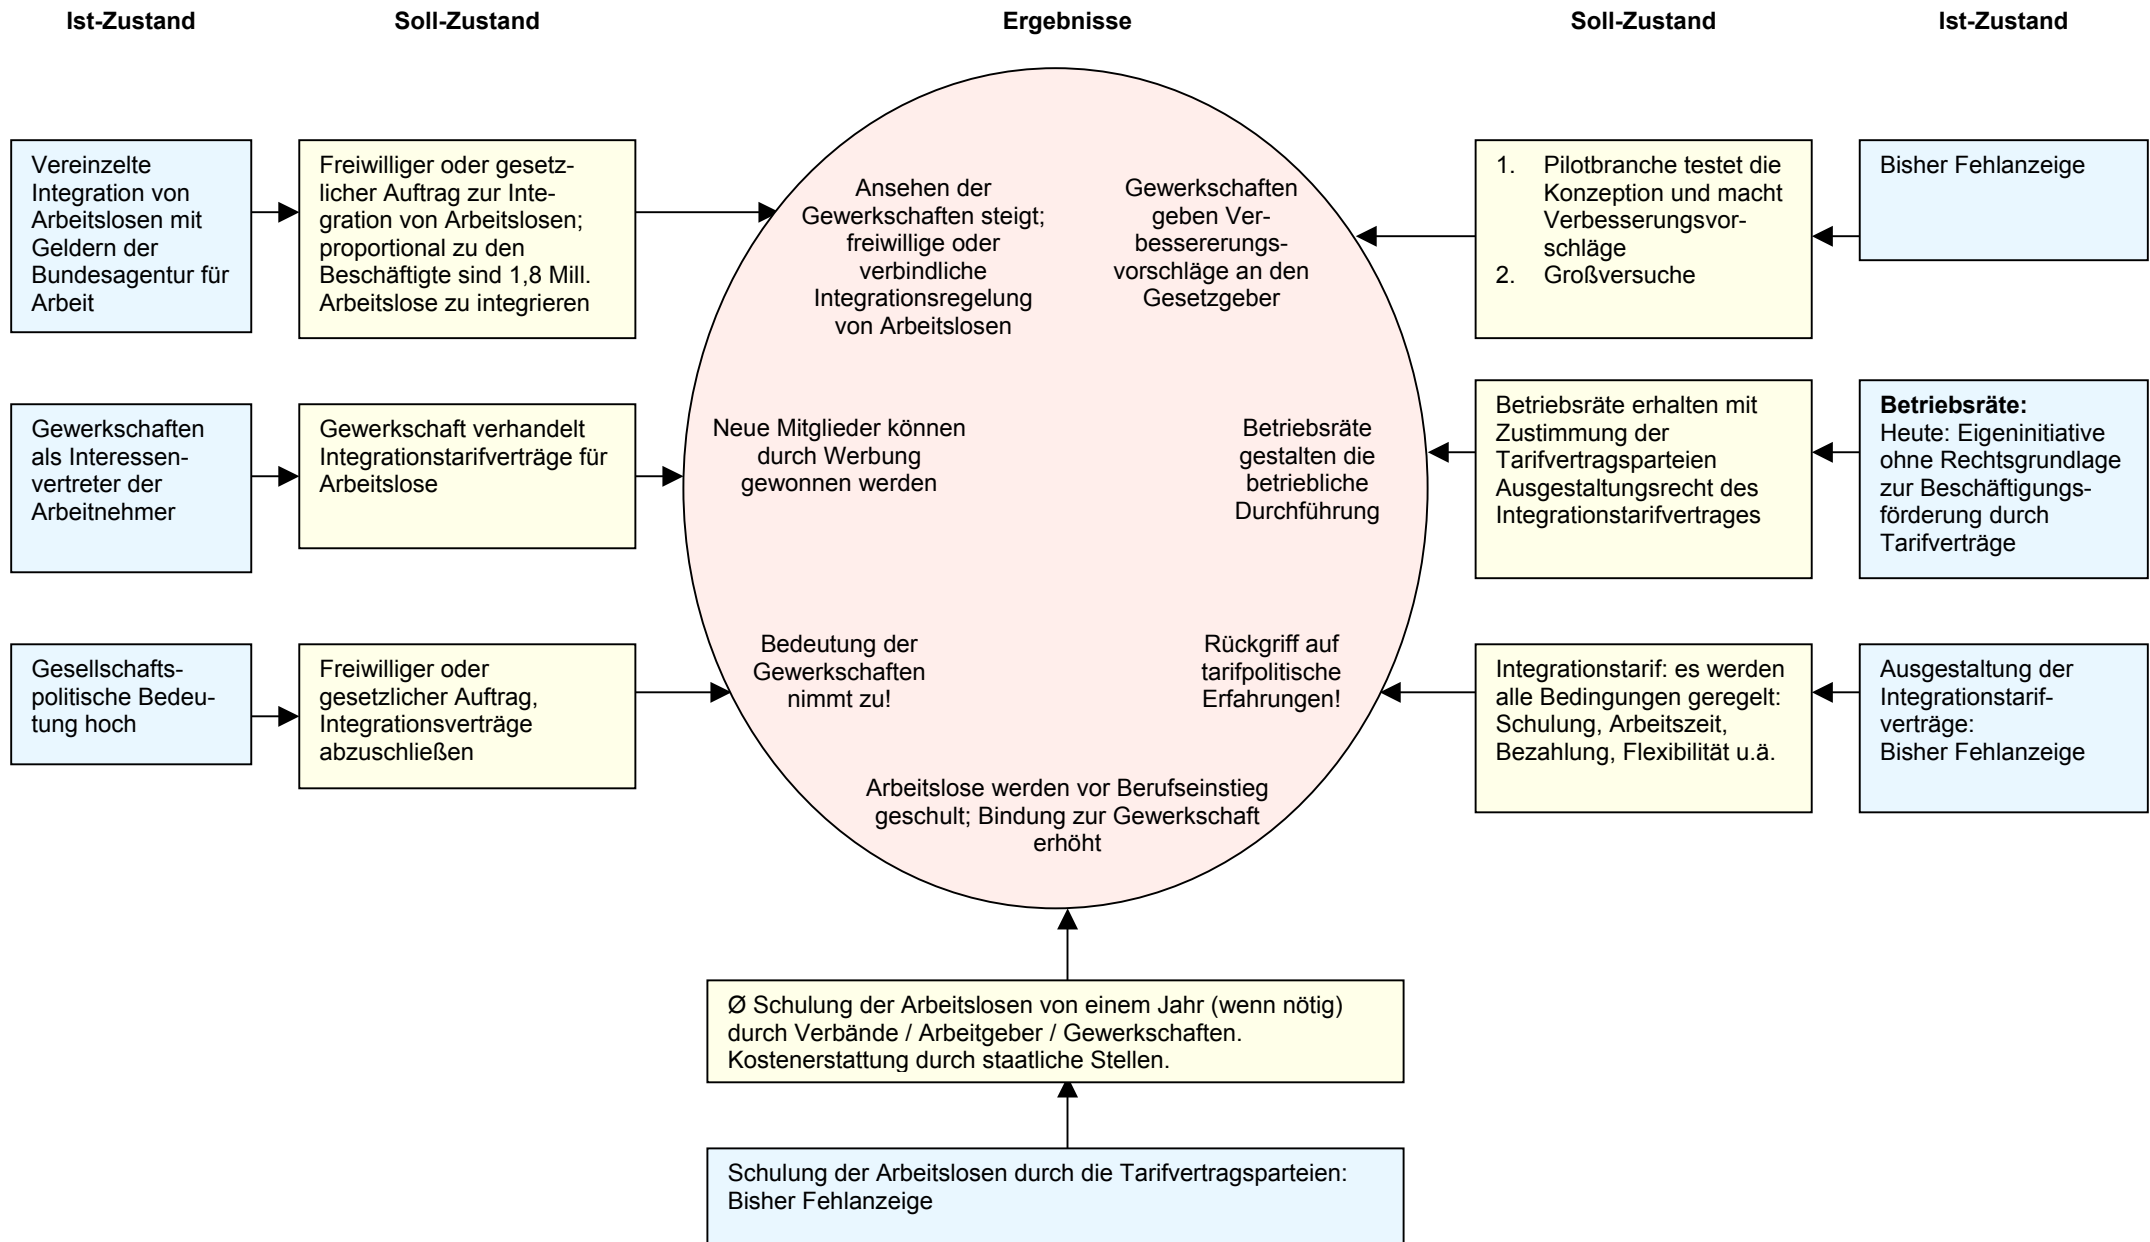 Ist-Zustand
Soll-Zustand
Ergebnisse
Soll-Zustand
Ist-Zustand
Vereinzelte
Integration von
Arbeitslosen mit
Geldern der
Bundesagentur für
Arbeit
Freiwilliger oder gesetz-
licher Auftrag zur Inte-
gration von Arbeitslosen;
proportional zu den
Beschäftigte sind 1,8 Mill.
Arbeitslose zu integrieren
Ansehen der
Gewerkschaften steigt;
freiwillige oder
verbindliche
Integrationsregelung
von Arbeitslosen
Gewerkschaften
geben Ver-
bessererungs-
vorschläge an den
Gesetzgeber
1. Pilotbranche testet die
Konzeption und macht
Verbesserungsvor-
schläge
2. Großversuche
Bisher Fehlanzeige
Gewerkschaften
als Interessen-
vertreter der
Arbeitnehmer
Gewerkschaft verhandelt
Integrationstarifverträge für
Arbeitslose
Neue Mitglieder können
durch Werbung
gewonnen werden
Betriebsräte
gestalten die
betriebliche
Durchführung
Betriebsräte erhalten mit
Zustimmung der
Tarifvertragsparteien
Ausgestaltungsrecht des
Integrationstarifvertrages
Betriebsräte:
Heute: Eigeninitiative
ohne Rechtsgrundlage
zur Beschäftigungs-
förderung durch
Tarifverträge
Gesellschafts-
politische Bedeu-
tung hoch
Freiwilliger oder
gesetzlicher Auftrag,
Integrationsverträge
abzuschließen
Bedeutung der
Gewerkschaften
nimmt zu!
Rückgriff auf
tarifpolitische
Erfahrungen!
Integrationstarif: es werden
alle Bedingungen geregelt:
Schulung, Arbeitszeit,
Bezahlung, Flexibilität u.ä.
Ausgestaltung der
Integrationstarif-
verträge:
Bisher Fehlanzeige
Arbeitslose werden vor Berufseinstieg
geschult; Bindung zur Gewerkschaft
erhöht
Ø Schulung der Arbeitslosen von einem Jahr (wenn nötig)
durch Verbände / Arbeitgeber / Gewerkschaften.
Kostenerstattung durch staatliche Stellen.
Schulung der Arbeitslosen durch die Tarifvertragsparteien:
Bisher Fehlanzeige